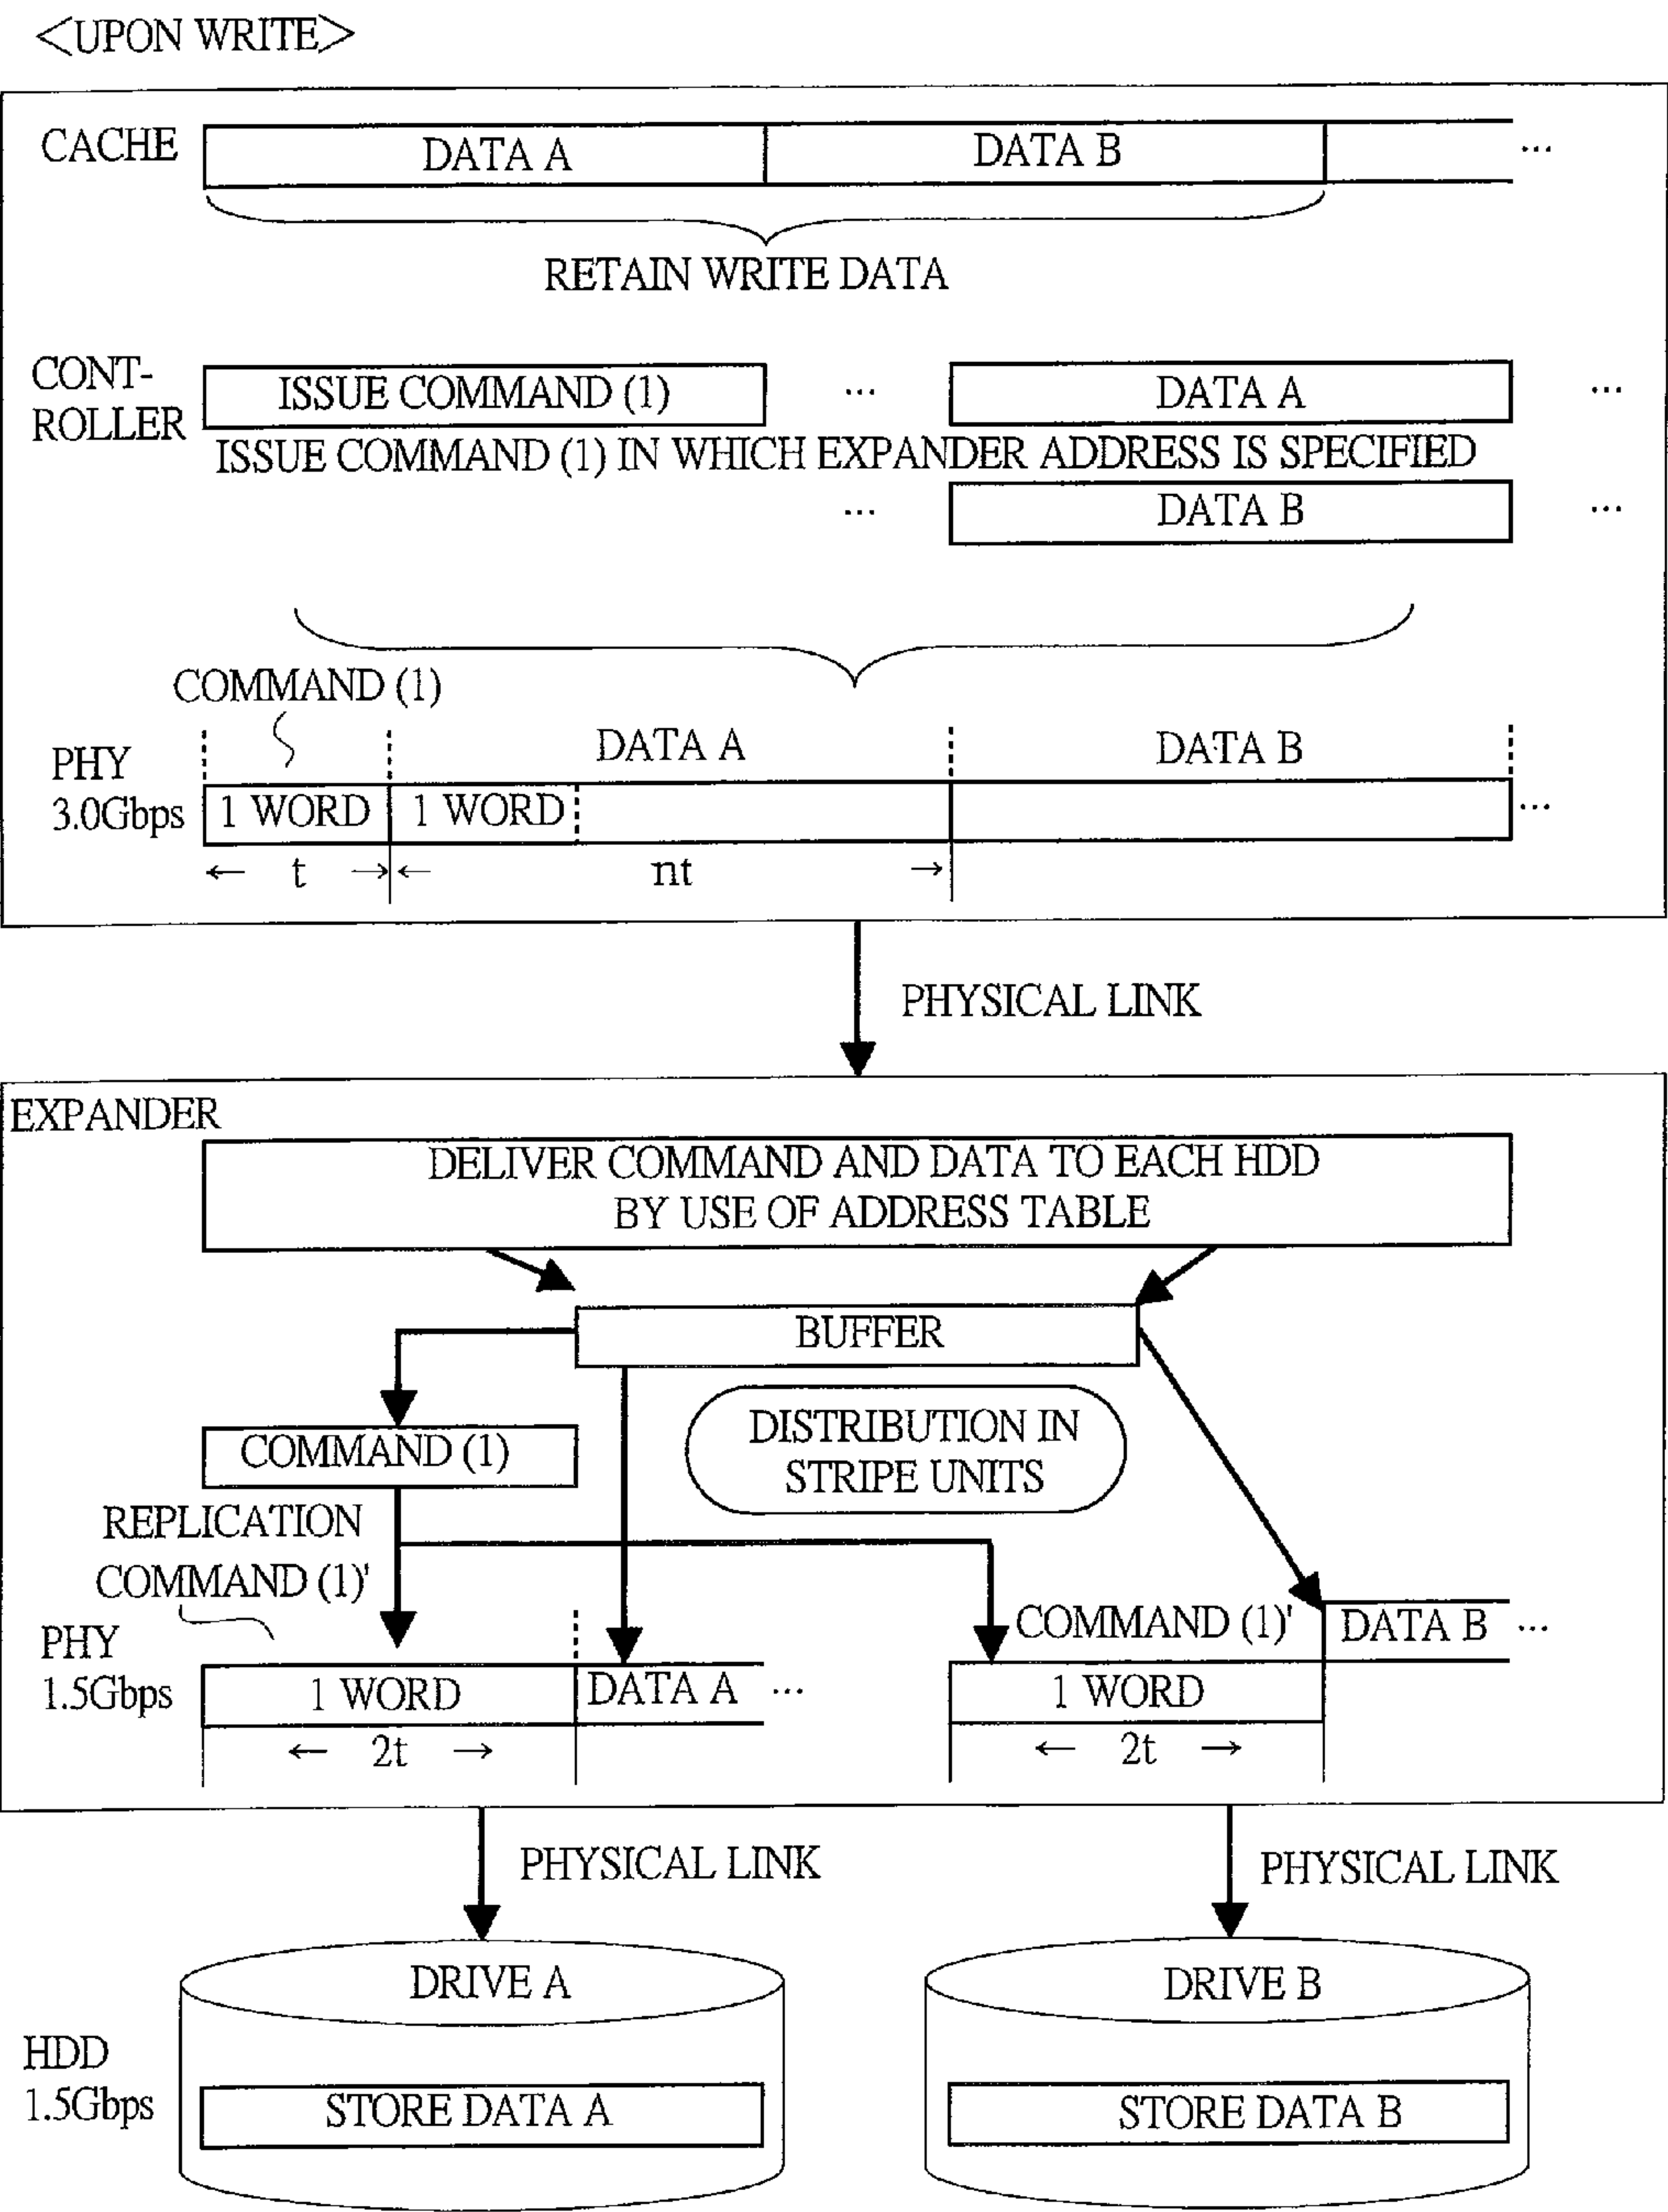 <UPON WRITE>
CACHE
DATA A
DATA B
...
RETAIN WRITE DATA
CONT-
ROLLER
ISSUE COMMAND (1)
...
DATA A
...
ISSUE COMMAND (1) IN WHICH EXPANDER ADDRESS IS SPECIFIED
...
DATA B
...
COMMAND (1)
PHY
3.0Gbps
DATA A
DATA B
1 WORD
1 WORD
...
← t →
← nt →
PHYSICAL LINK
EXPANDER
DELIVER COMMAND AND DATA TO EACH HDD
BY USE OF ADDRESS TABLE
BUFFER
COMMAND (1)
DISTRIBUTION IN
STRIPE UNITS
REPLICATION
COMMAND (1)'
PHY
1.5Gbps
1 WORD
DATA A
...
COMMAND (1)'
DATA B
...
1 WORD
← 2t →
← 2t →
PHYSICAL LINK
PHYSICAL LINK
DRIVE A
DRIVE B
HDD
1.5Gbps
STORE DATA A
STORE DATA B